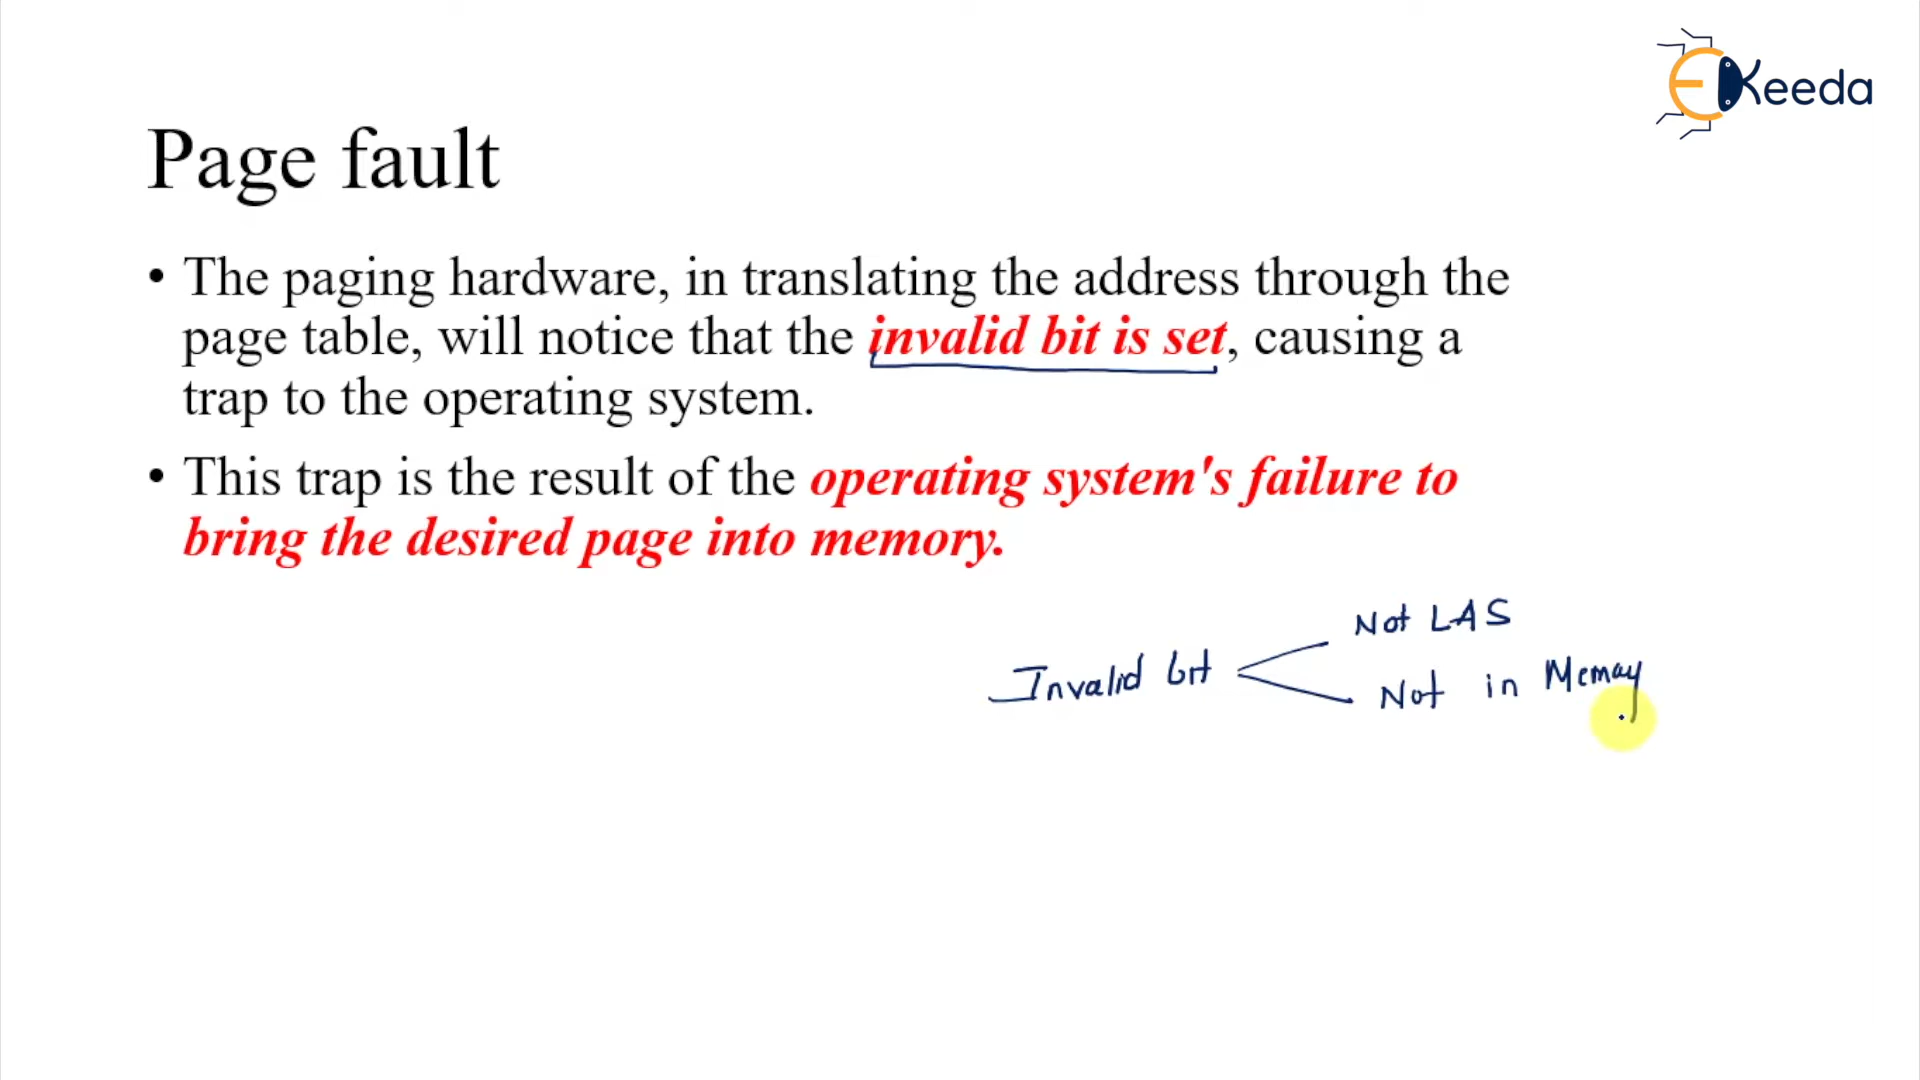 EKeeda
Page fault
• The paging hardware, in translating the address through the
page table, will notice that the invalid bit is set, causing a
trap to the operating system.
• This trap is the result of the operating system's failure to
bring the desired page into memory.
Not LAS
Invalid bit
Not in Memory